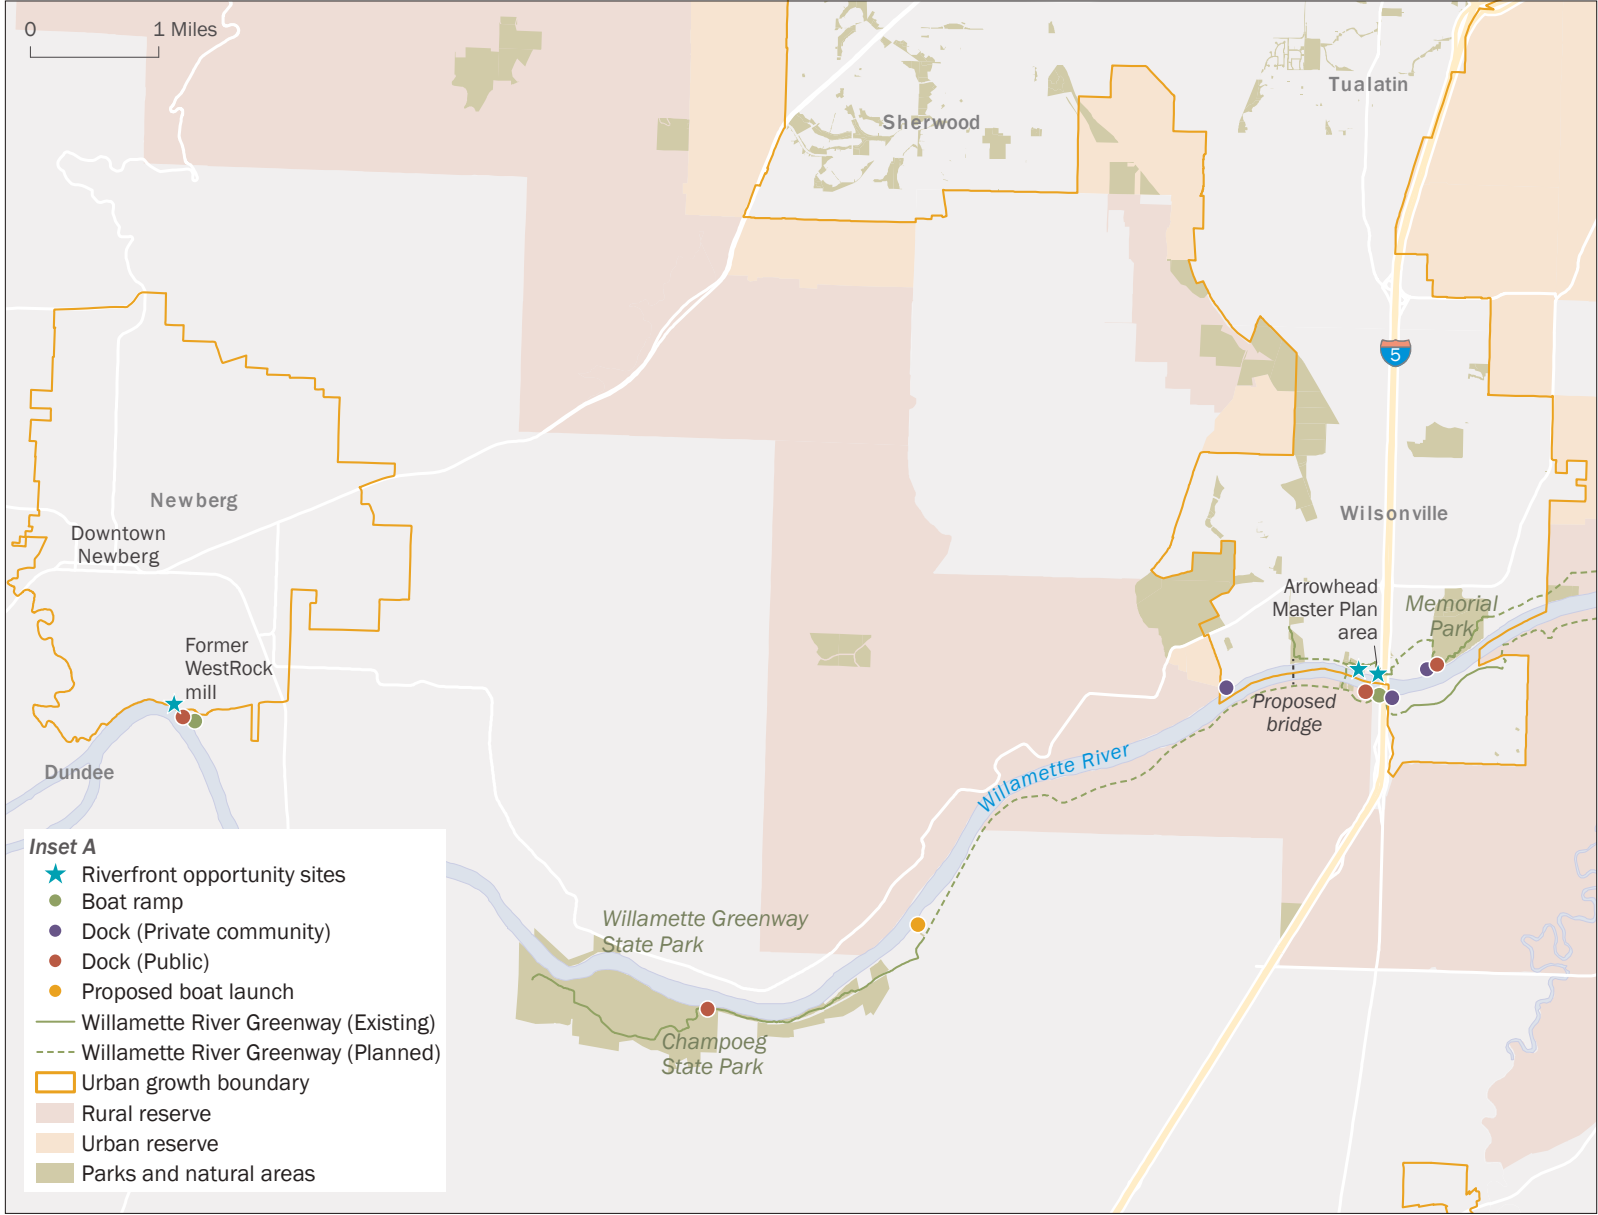 0 1 Miles
Tualatin
Sherwood
5
Newberg
Downtown
Newberg
Wilsonville
Arrowhead
Master Plan
area
Memorial
Park
Former
WestRock
mill
Proposed
bridge
Willamette River
Dundee
Willamette Greenway
State Park
Champoeg
State Park
Inset A
Riverfront opportunity sites
Boat ramp
Dock (Private community)
Dock (Public)
Proposed boat launch
Willamette River Greenway (Existing)
Willamette River Greenway (Planned)
Urban growth boundary
Rural reserve
Urban reserve
Parks and natural areas